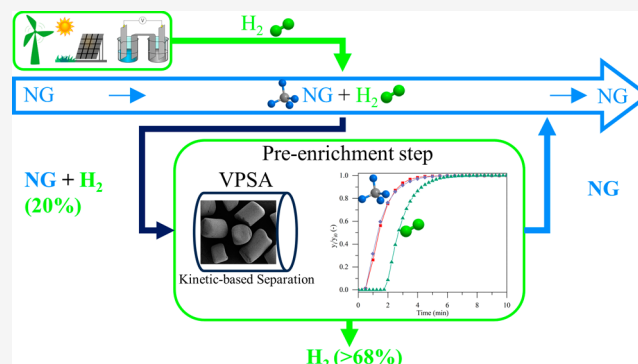 V
H₂
NG
NG + H₂
NG
NG + H₂
(20%)
Pre-enrichment step
VPSA
Kinetic-based Separation
y/y₀ (-)
1.0
0.8
0.6
0.4
0.2
0.0
0 2 4 6 8 10
Time (min)
NG
H₂ (>68%)